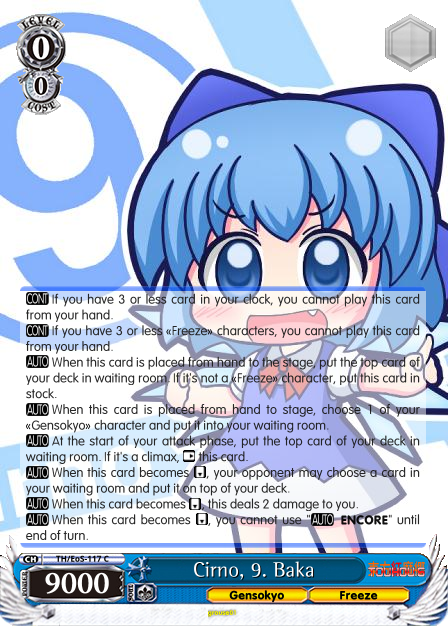 LEVEL
0
0
COST
9
CONT If you have 3 or less card in your clock, you cannot play this card
from your hand.
CONT If you have 3 or less «Freeze» characters, you cannot play this card
from your hand.
AUTO When this card is placed from hand to the stage, put the top card of
your deck in waiting room. If it's not a «Freeze» character, put this card in
stock.
AUTO When this card is placed from hand to stage, choose 1 of your
«Gensokyo» character and put it into your waiting room.
AUTO At the start of your attack phase, put the top card of your deck in
waiting room. If it's a climax, this card.
AUTO When this card becomes, your opponent may choose a card in
your waiting room and put it on top of your deck.
AUTO When this card becomes, this deals 2 damage to you.
AUTO When this card becomes, you cannot use "AUTO ENCORE" until
end of turn.
CH TH/EoS-117 C
POWER 9000 SOUL
Cirno, 9. Baka
Gensokyo Freeze